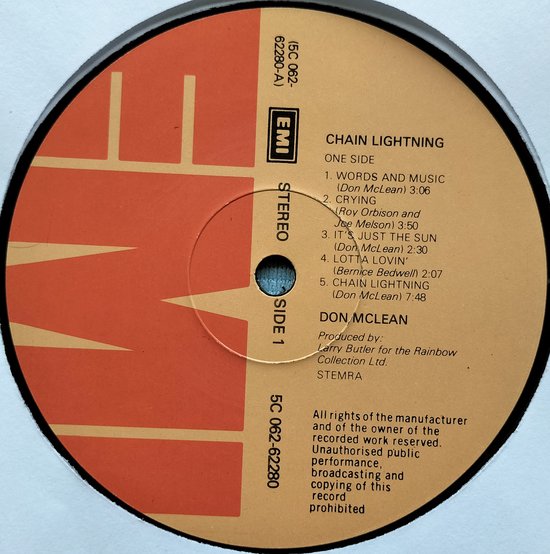 (5C 062-
62280-A)
EMI
STEREO
SIDE 1
5C 062-62280
CHAIN LIGHTNING
ONE SIDE
1. WORDS AND MUSIC
(Don McLean) 3:06
2. CRYING
(Roy Orbison and
Joe Melson) 3:50
3. IT'S JUST THE SUN
(Don McLean) 2:30
4. LOTTA LOVIN'
(Bernice Bedwell) 2:07
5. CHAIN LIGHTNING
(Don McLean) 7:48
DON MCLEAN
Produced by:
Larry Butler for the Rainbow
Collection Ltd.
STEMRA
All rights of the manufacturer
and of the owner of the
recorded work reserved.
Unauthorised public
performance,
broadcasting and
copying of this
record
prohibited
EMI